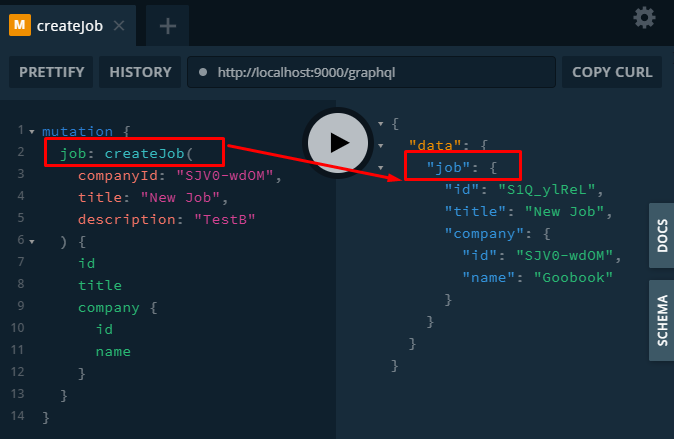 M createJob ×
+
PRETTIFY
HISTORY
http://localhost:9000/graphql
COPY CURL
1 mutation {
2 job: createJob(
3 companyId: "SJV0-wdOM",
4 title: "New Job",
5 description: "TestB"
6 ) {
7 id
8 title
9 company {
10 id
11 name
12 }
13 }
14 }
{
"data": {
"job": {
"id": "S1Q_ylReL",
"title": "New Job",
"company": {
"id": "SJV0-wdOM",
"name": "Goobook"
}
}
}
}
DOCS
SCHEMA